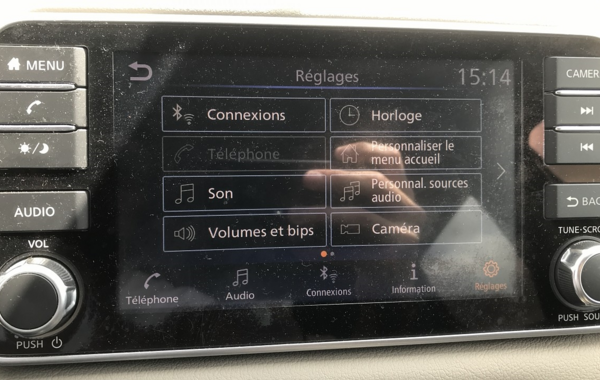 MENU
AUDIO
VOL
PUSH
Réglages
15:14
Connexions
Horloge
Téléphone
Personnaliser le
menu accueil
Son
Personnal. sources
audio
Volumes et bips
Caméra
Téléphone
Audio
Connexions
Information
Réglages
CAMER
BAC
TUNE-SCRO
PUSH SOU